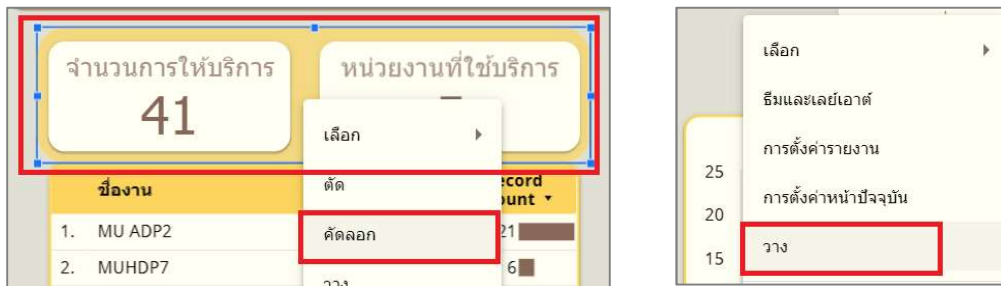 จำนวนการให้บริการ
41
หน่วยงานที่ใช้บริการ
เลือก
ตัด
คัดลอก
วาง
ชื่องาน
1. MU ADP2 21
2. MUHDP7 6
เลือก
ธีมและเลย์เอาต์
การตั้งค่ารายงาน
การตั้งค่าหน้าปัจจุบัน
วาง
25
20
15